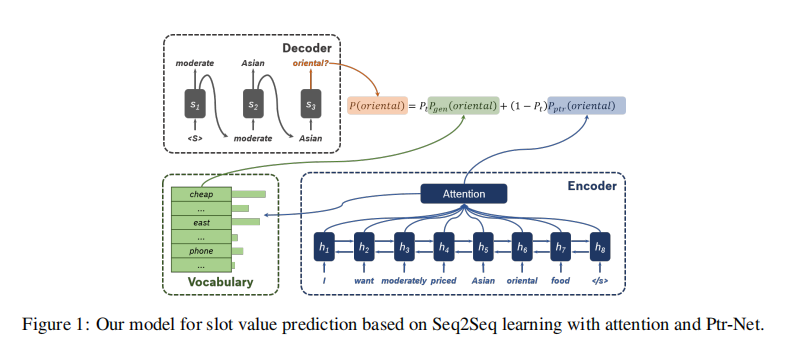 Decoder
moderate Asian oriental?
s1 s2 s3
<S> moderate Asian
P(oriental) = PtPgen(oriental) + (1 − Pt)Pptr(oriental)
Encoder
Attention
cheap
...
east
...
phone
...
Vocabulary
h1 h2 h3 h4 h5 h6 h7 h8
I want moderately priced Asian oriental food </s>
Figure 1: Our model for slot value prediction based on Seq2Seq learning with attention and Ptr-Net.